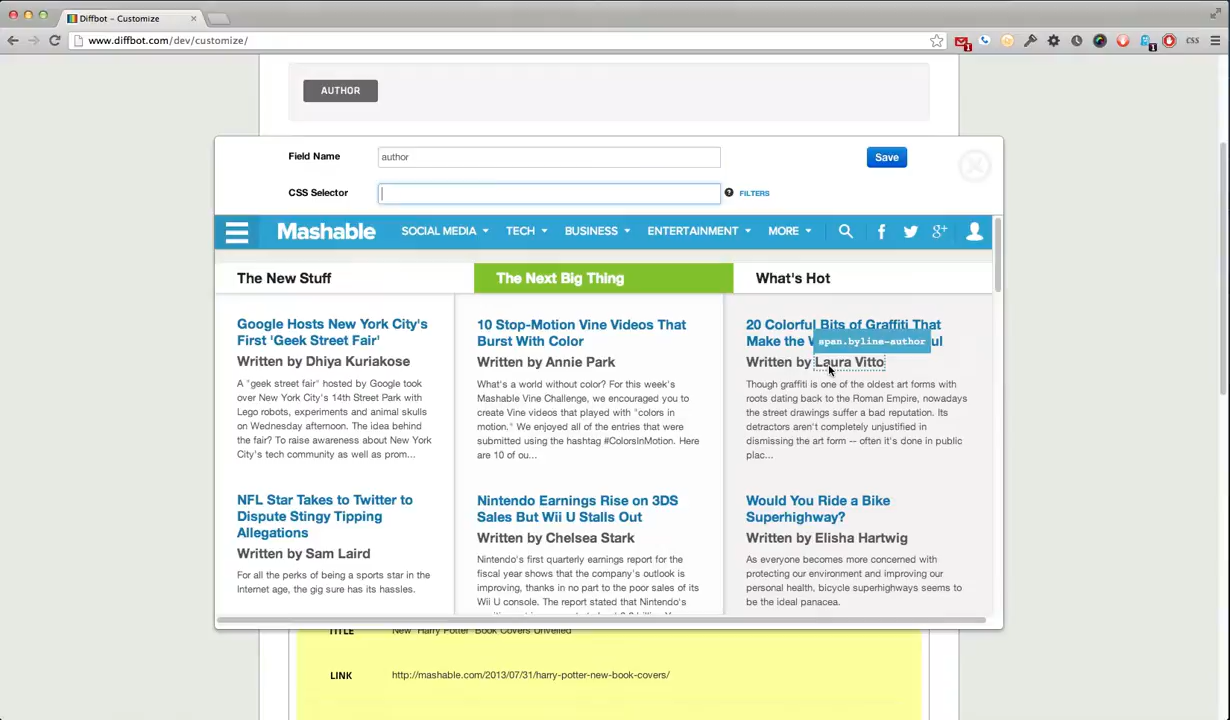 Diffbot - Customize
www.diffbot.com/dev/customize/
1
1
CSS
AUTHOR
Field Name
author
Save
CSS Selector
?
FILTERS
Mashable
SOCIAL MEDIA
TECH
BUSINESS
ENTERTAINMENT
MORE
The New Stuff
The Next Big Thing
What's Hot
Google Hosts New York City's
First 'Geek Street Fair'
Written by Dhiya Kuriakose
A "geek street fair" hosted by Google took
over New York City's 14th Street Park with
Lego robots, experiments and animal skulls
on Wednesday afternoon. The idea behind
the fair? To raise awareness about New York
City's tech community as well as prom...
NFL Star Takes to Twitter to
Dispute Stingy Tipping
Allegations
Written by Sam Laird
For all the perks of being a sports star in the
internet age, the gig sure has its hassles.
10 Stop-Motion Vine Videos That
Burst With Color
Written by Annie Park
What's a world without color? For this week's
Mashable Vine Challenge, we encouraged you to
create Vine videos that played with "colors in
motion." We enjoyed all of the entries that were
submitted using the hashtag #ColorsInMotion. Here
are 10 of ou...
Nintendo Earnings Rise on 3DS
Sales But Wii U Stalls Out
Written by Chelsea Stark
Nintendo's first quarterly earnings report for the
fiscal year shows that the company's outlook is
improving, thanks in no part to the poor sales of its
Wii U console. The report stated that Nintendo's
20 Colorful Bits of Graffiti That
Make the W
span.byline-author
Written by Laura Vitto
Though graffiti is one of the oldest art forms with
roots dating back to the Roman Empire, nowadays
the street drawings suffer a bad reputation. Its
detractors aren't completely unjustified in
dismissing the art form -- often it's done in public
plac...
Would You Ride a Bike
Superhighway?
Written by Elisha Hartwig
As everyone becomes more concerned with
protecting our environment and improving our
personal health, bicycle superhighways seems to
be the ideal panacea.
TITLE
New 'Harry Potter' Book Covers Unveiled
LINK
http://mashable.com/2013/07/31/harry-potter-new-book-covers/